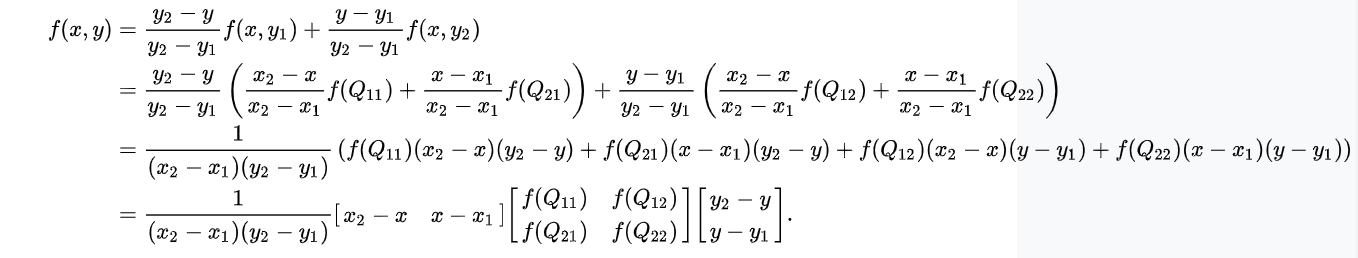 f(x, y) = \frac{y_2 - y}{y_2 - y_1} f(x, y_1) + \frac{y - y_1}{y_2 - y_1} f(x, y_2)
= \frac{y_2 - y}{y_2 - y_1} \left( \frac{x_2 - x}{x_2 - x_1} f(Q_{11}) + \frac{x - x_1}{x_2 - x_1} f(Q_{21}) \right) + \frac{y - y_1}{y_2 - y_1} \left( \frac{x_2 - x}{x_2 - x_1} f(Q_{12}) + \frac{x - x_1}{x_2 - x_1} f(Q_{22}) \right)
= \frac{1}{(x_2 - x_1)(y_2 - y_1)} (f(Q_{11})(x_2 - x)(y_2 - y) + f(Q_{21})(x - x_1)(y_2 - y) + f(Q_{12})(x_2 - x)(y - y_1) + f(Q_{22})(x - x_1)(y - y_1))
= \frac{1}{(x_2 - x_1)(y_2 - y_1)} \begin{bmatrix} x_2 - x & x - x_1 \end{bmatrix} \begin{bmatrix} f(Q_{11}) & f(Q_{12}) \\ f(Q_{21}) & f(Q_{22}) \end{bmatrix} \begin{bmatrix} y_2 - y \\ y - y_1 \end{bmatrix}.